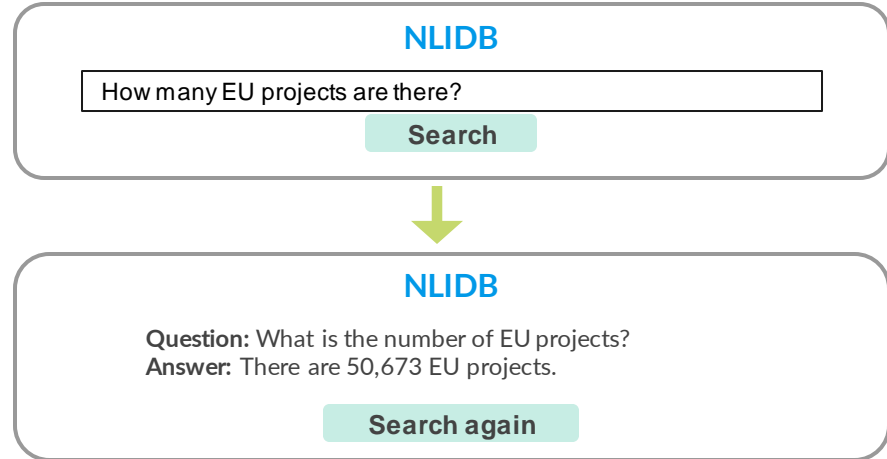 NLIDB
How many EU projects are there?
Search
NLIDB
Question: What is the number of EU projects?
Answer: There are 50,673 EU projects.
Search again